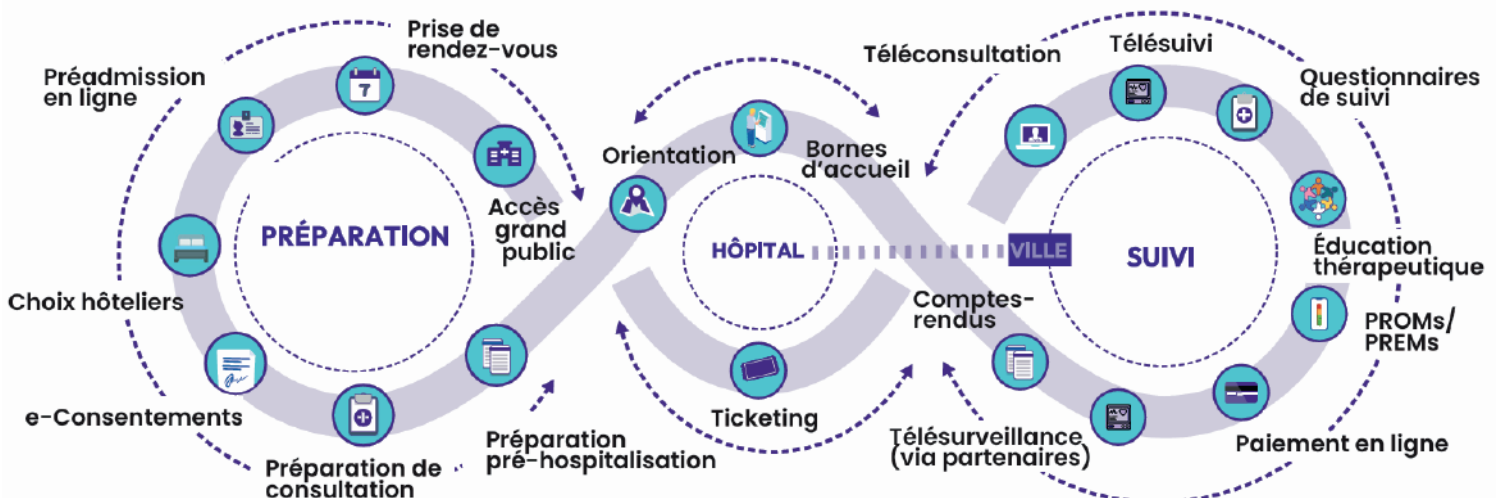 Prise de
rendez-vous
Préadmission
en ligne
Accès
grand
public
PRÉPARATION
Choix hôteliers
e-Consentements
Préparation de
consultation
Préparation
pré-hospitalisation
7
Orientation
Bornes
d'accueil
HÔPITAL
VILLE
Ticketing
Téléconsultation
Télésuivi
Questionnaires
de suivi
SUIVI
Éducation
thérapeutique
PROMs/
PREMs
Comptes-
rendus
Télésurveillance
(via partenaires)
Paiement en ligne